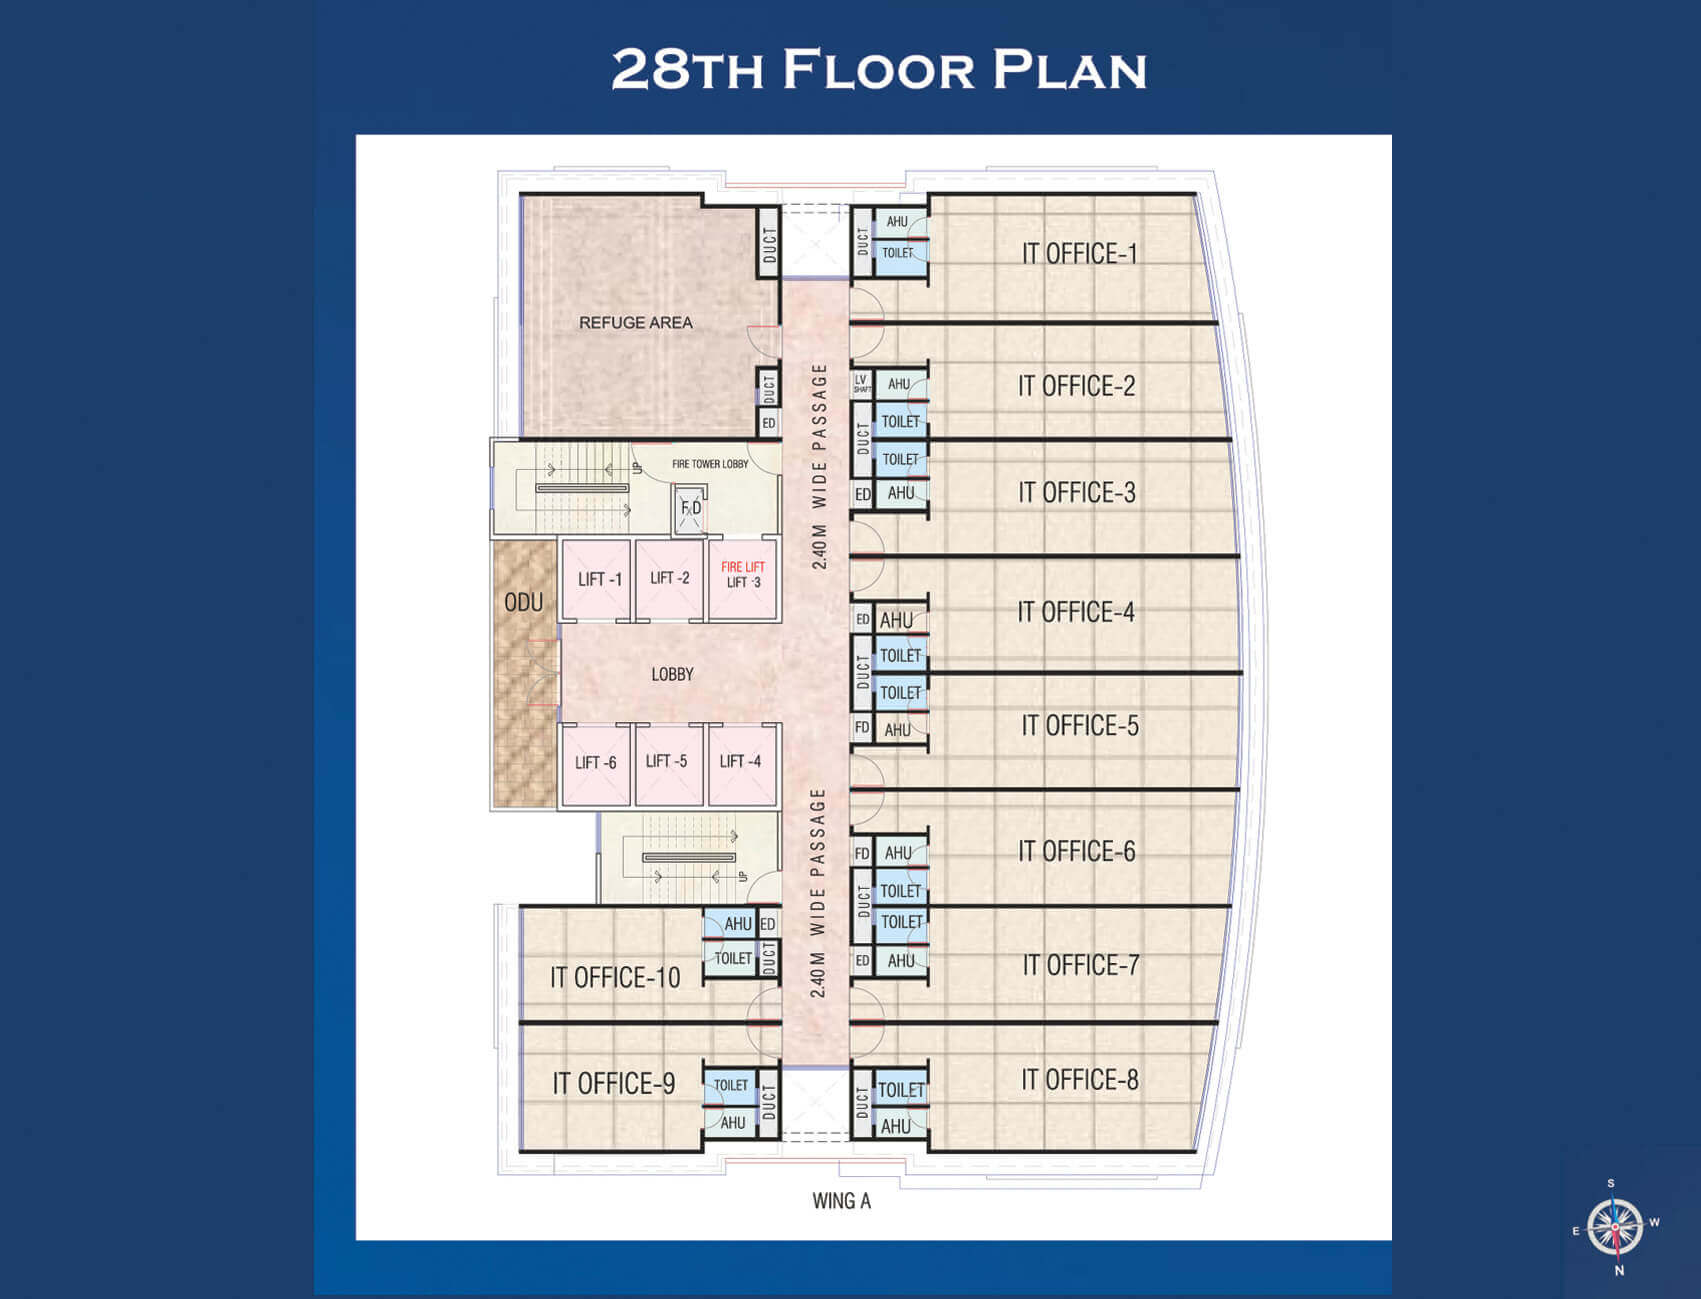 28TH FLOOR PLAN
DUCT
DUCT
AHU
TOILET
IT OFFICE-1
REFUGE AREA
DUCT
ED
LV
SHAFT
AHU
IT OFFICE-2
TOILET
DUCT
TOILET
ED
AHU
IT OFFICE-3
2.40 M WIDE PASSAGE
UP
FIRE TOWER LOBBY
F.D
LIFT -1
LIFT -2
FIRE LIFT
LIFT -3
ODU
ED
AHU
IT OFFICE-4
TOILET
DUCT
LOBBY
TOILET
FD
AHU
IT OFFICE-5
LIFT -6
LIFT -5
LIFT -4
2.40 M WIDE PASSAGE
UP
FD
AHU
IT OFFICE-6
TOILET
DUCT
TOILET
ED
AHU
IT OFFICE-7
AHU
ED
TOILET
DUCT
IT OFFICE-10
IT OFFICE-9
TOILET
AHU
DUCT
DUCT
TOILET
AHU
IT OFFICE-8
WING A
S
E
W
N